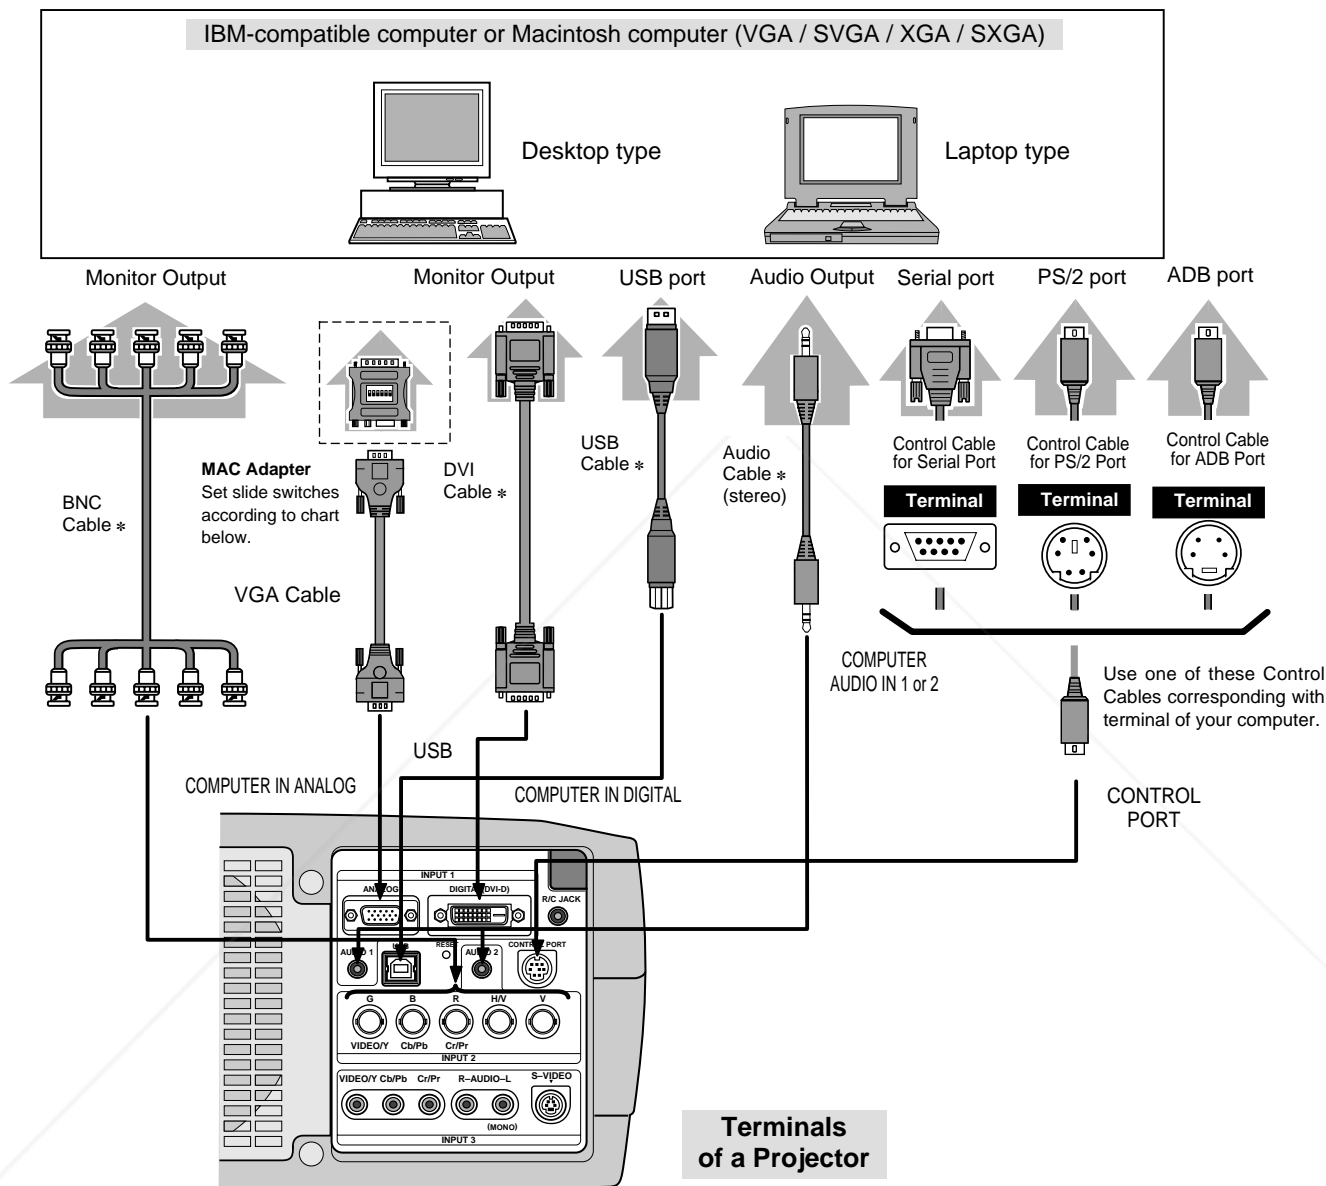 IBM-compatible computer or Macintosh computer (VGA / SVGA / XGA / SXGA)
Desktop type
Laptop type
Monitor Output
Monitor Output
USB port
Audio Output
Serial port
PS/2 port
ADB port
BNC
Cable *
MAC Adapter
Set slide switches
according to chart
below.
VGA Cable
DVI
Cable *
USB
Cable *
Audio
Cable *
(stereo)
Control Cable
for Serial Port
Control Cable
for PS/2 Port
Control Cable
for ADB Port
Terminal
Terminal
Terminal
COMPUTER
AUDIO IN 1 or 2
Use one of these Control
Cables corresponding with
terminal of your computer.
USB
COMPUTER IN ANALOG
COMPUTER IN DIGITAL
CONTROL
PORT
INPUT 1
ANALOG
DIGITAL (DVI-D)
R/C JACK
AUDIO 1
USB
RESET
AUDIO 2
CONTROL PORT
G
B
R
H/V
V
VIDEO/Y
Cb/Pb
Cr/Pr
INPUT 2
VIDEO/Y Cb/Pb Cr/Pr
R–AUDIO–L
S–VIDEO
(MONO)
INPUT 3
Terminals
of a Projector